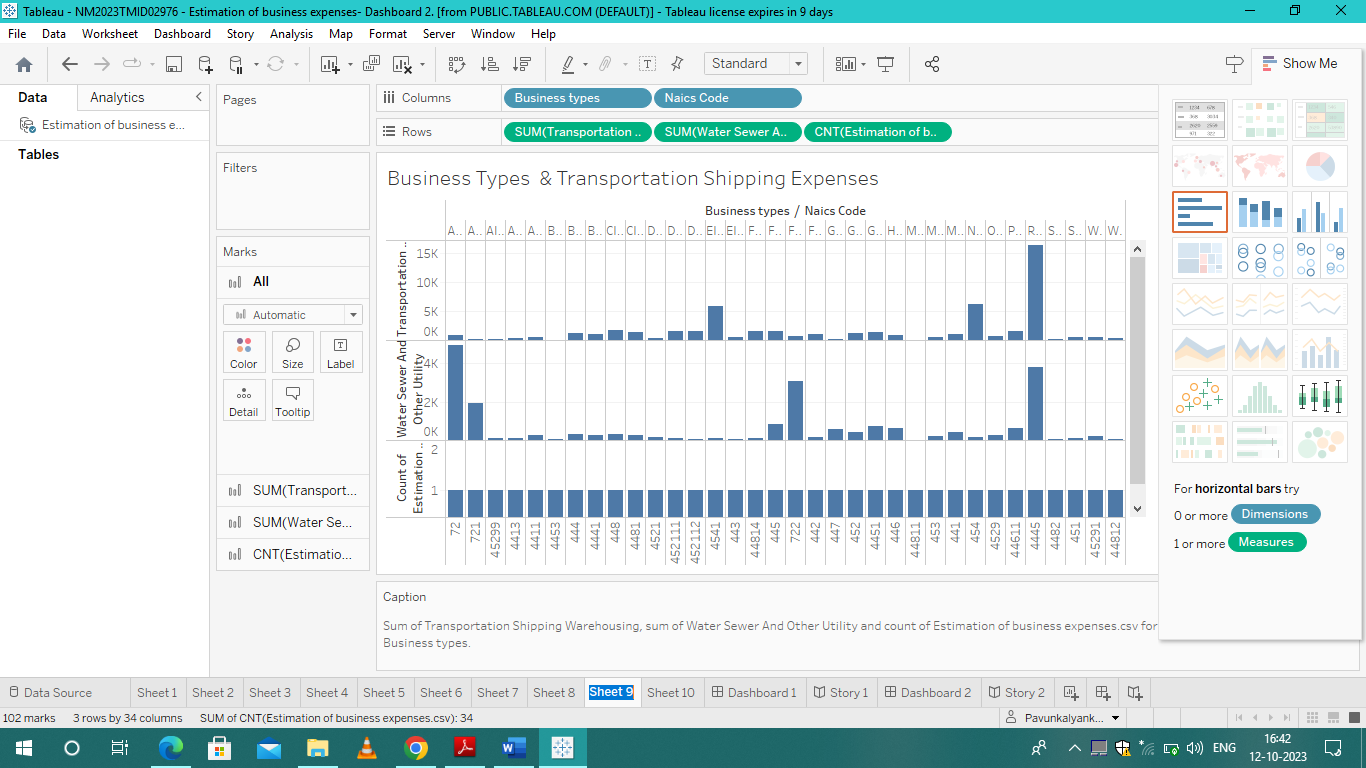 Tableau - NM2023TMID02976 - Estimation of business expenses- Dashboard 2. [from PUBLIC.TABLEAU.COM (DEFAULT)] - Tableau license expires in 9 days
File Data Worksheet Dashboard Story Analysis Map Format Server Window Help
Standard
Show Me
Data Analytics
Estimation of business e...
Tables
Pages
Filters
Marks
All
Automatic
Color Size Label
Detail Tooltip
SUM(Transport...
SUM(Water Se...
CNT(Estimatio...
Columns Business types Naics Code
Rows SUM(Transportation .. SUM(Water Sewer A.. CNT(Estimation of b..
Business Types & Transportation Shipping Expenses
Business types / Naics Code
A.. A.. Al.. A.. A.. B.. B.. B.. Cl.. Cl.. D.. D.. D.. El.. El.. F.. F.. F.. F.. G.. G.. G.. H.. M.. M.. M.. N.. O.. P.. R.. S.. S.. W.. W..
Transportation..
15K
10K
5K
0K
Water Sewer And
Other Utility
4K
2K
0K
Count of
Estimation..
2
1
72 721 45299 4413 4411 4453 444 4441 448 4481 4521 452111 452112 4541 443 44814 445 722 442 447 452 4451 446 44811 453 441 454 4529 44611 4445 4482 451 45291 44812
For horizontal bars try
0 or more Dimensions
1 or more Measures
Caption
Sum of Transportation Shipping Warehousing, sum of Water Sewer And Other Utility and count of Estimation of business expenses.csv for
Business types.
Data Source Sheet 1 Sheet 2 Sheet 3 Sheet 4 Sheet 5 Sheet 6 Sheet 7 Sheet 8 Sheet 9 Sheet 10 Dashboard 1 Story 1 Dashboard 2 Story 2
102 marks 3 rows by 34 columns SUM of CNT(Estimation of business expenses.csv): 34 Pavunkalyank...
ENG 16:42
12-10-2023